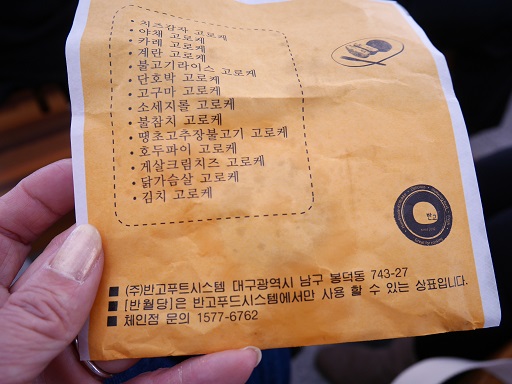 • 치즈감자 고로케
• 야채 고로케
• 카레 고로케
• 계란 고로케
• 불고기라이스 고로케
• 단호박 고로케
• 고구마 고로케
• 소세지롤 고로케
• 불참치 고로케
• 땡초고추장불고기 고로케
• 호두파이 고로케
• 게살크림치즈 고로케
• 닭가슴살 고로케
• 김치 고로케
반고
■ (주)반고푸트시스템 대구광역시 남구 봉덕동 743-27
■ [반월당]은 반고푸드시스템에서만 사용 할 수 있는 상표입니다.
■ 체인점 문의 1577-6762